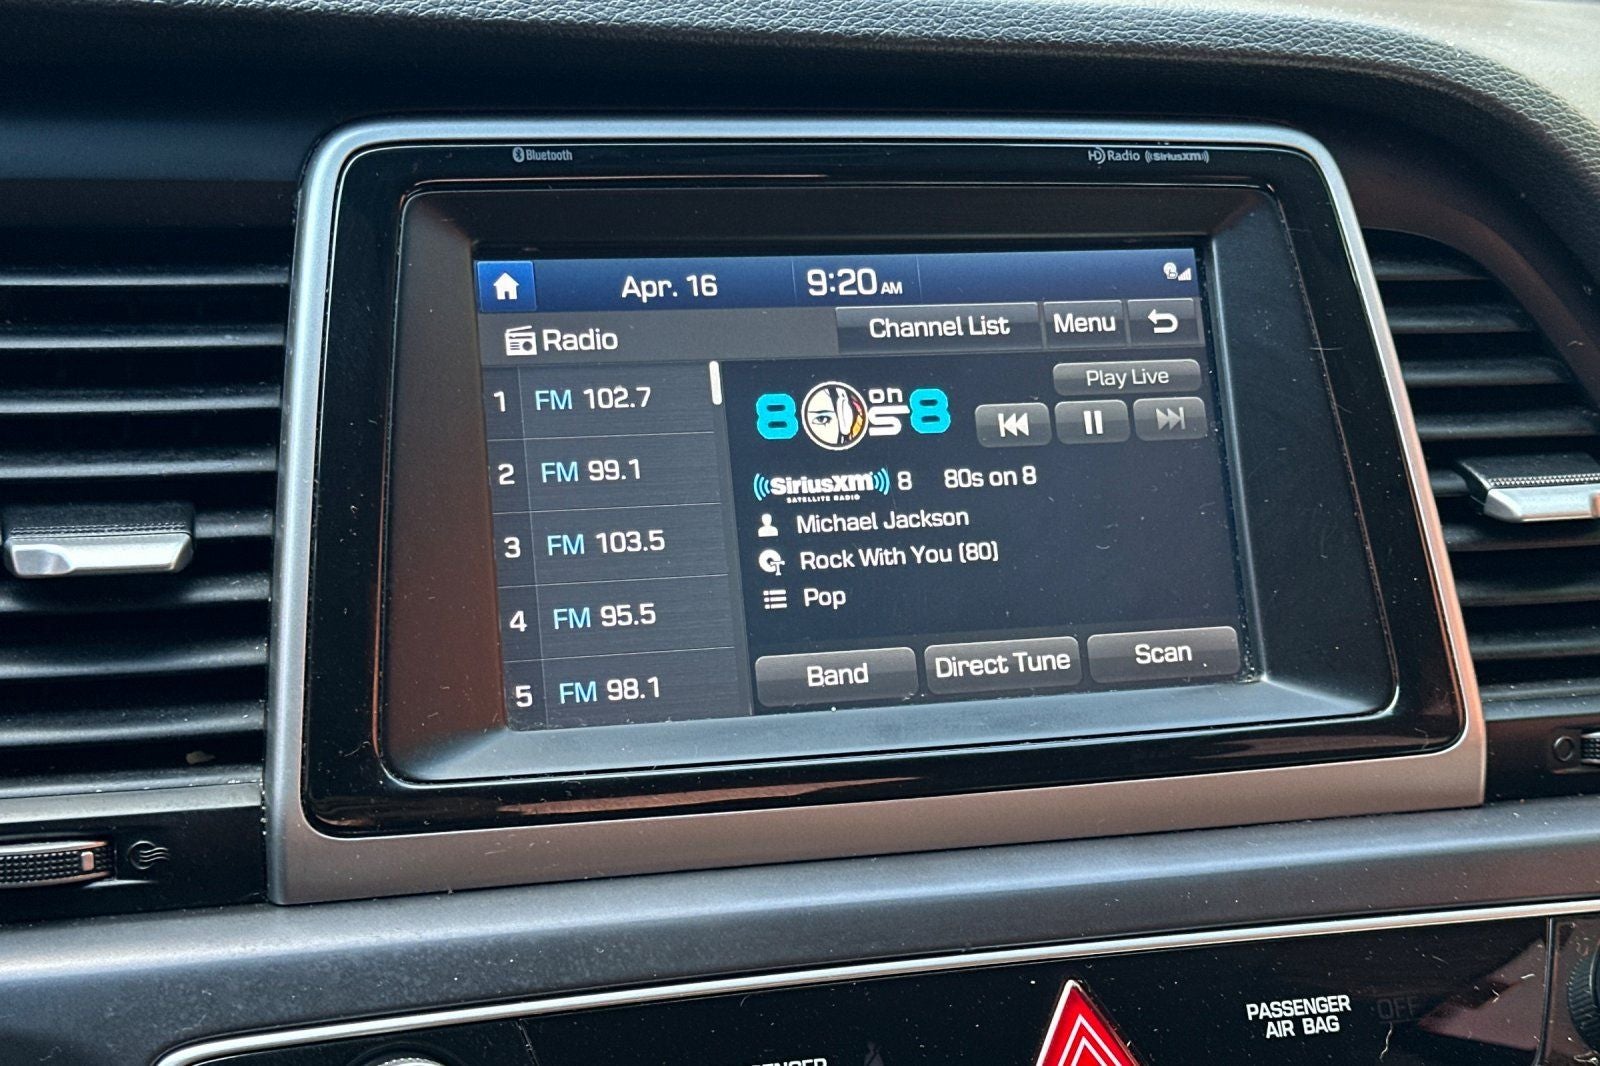 Bluetooth
HD Radio ((SiriusXM))
Apr. 16 9:20 AM
Radio
Channel List Menu
Play Live
1 FM 102.7
2 FM 99.1
3 FM 103.5
4 FM 95.5
5 FM 98.1
80s on 8
((SiriusXM)) 8 80s on 8
SATELLITE RADIO
Michael Jackson
Rock With You (80)
Pop
Band Direct Tune Scan
PASSENGER
AIR BAG
OFF